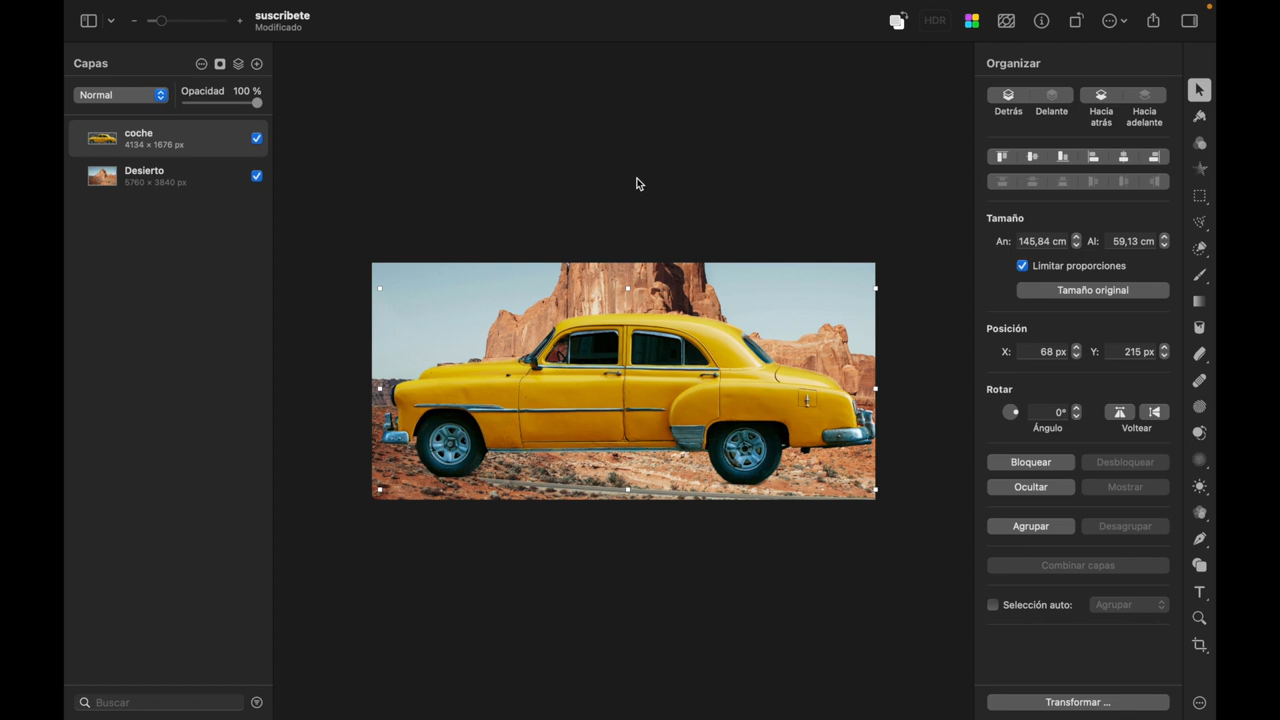 suscribete
Modificado
HDR
Capas
Normal
Opacidad 100 %
coche
4134 × 1676 px
Desierto
5760 × 3840 px
Buscar
Organizar
Detrás
Delante
Hacia atrás
Hacia adelante
Tamaño
An: 145,84 cm Al: 59,13 cm
Limitar proporciones
Tamaño original
Posición
X: 68 px Y: 215 px
Rotar
0°
Ángulo
Voltear
Bloquear
Desbloquear
Ocultar
Mostrar
Agrupar
Desagrupar
Combinar capas
Selección auto: Agrupar
Transformar ...
T